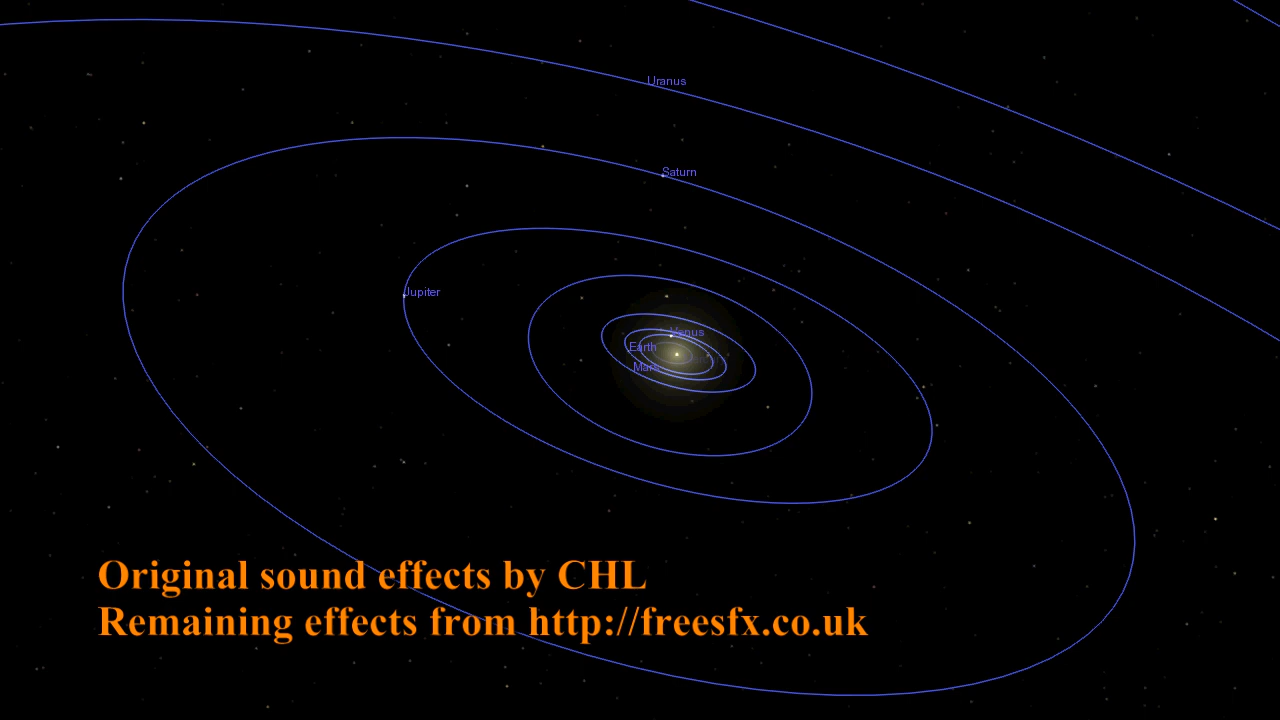 Uranus
Saturn
Jupiter
Venus
Earth
Mars
Original sound effects by CHL
Remaining effects from http://freesfx.co.uk